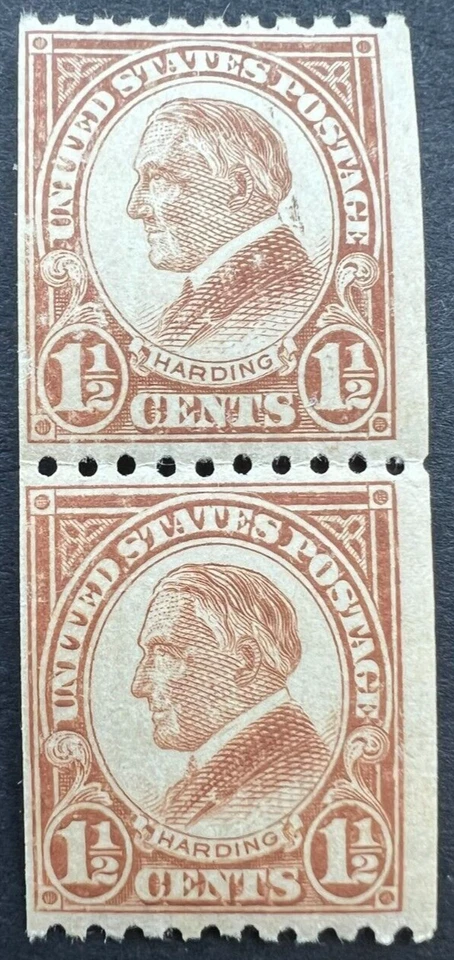 UNITED STATES POSTAGE
HARDING
1½ CENTS 1½
UNITED STATES POSTAGE
HARDING
1½ CENTS 1½